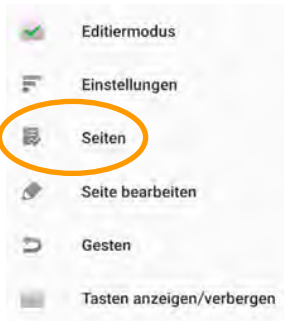 Editiermodus
Einstellungen
Seiten
Seite bearbeiten
Gesten
Tasten anzeigen/verbergen